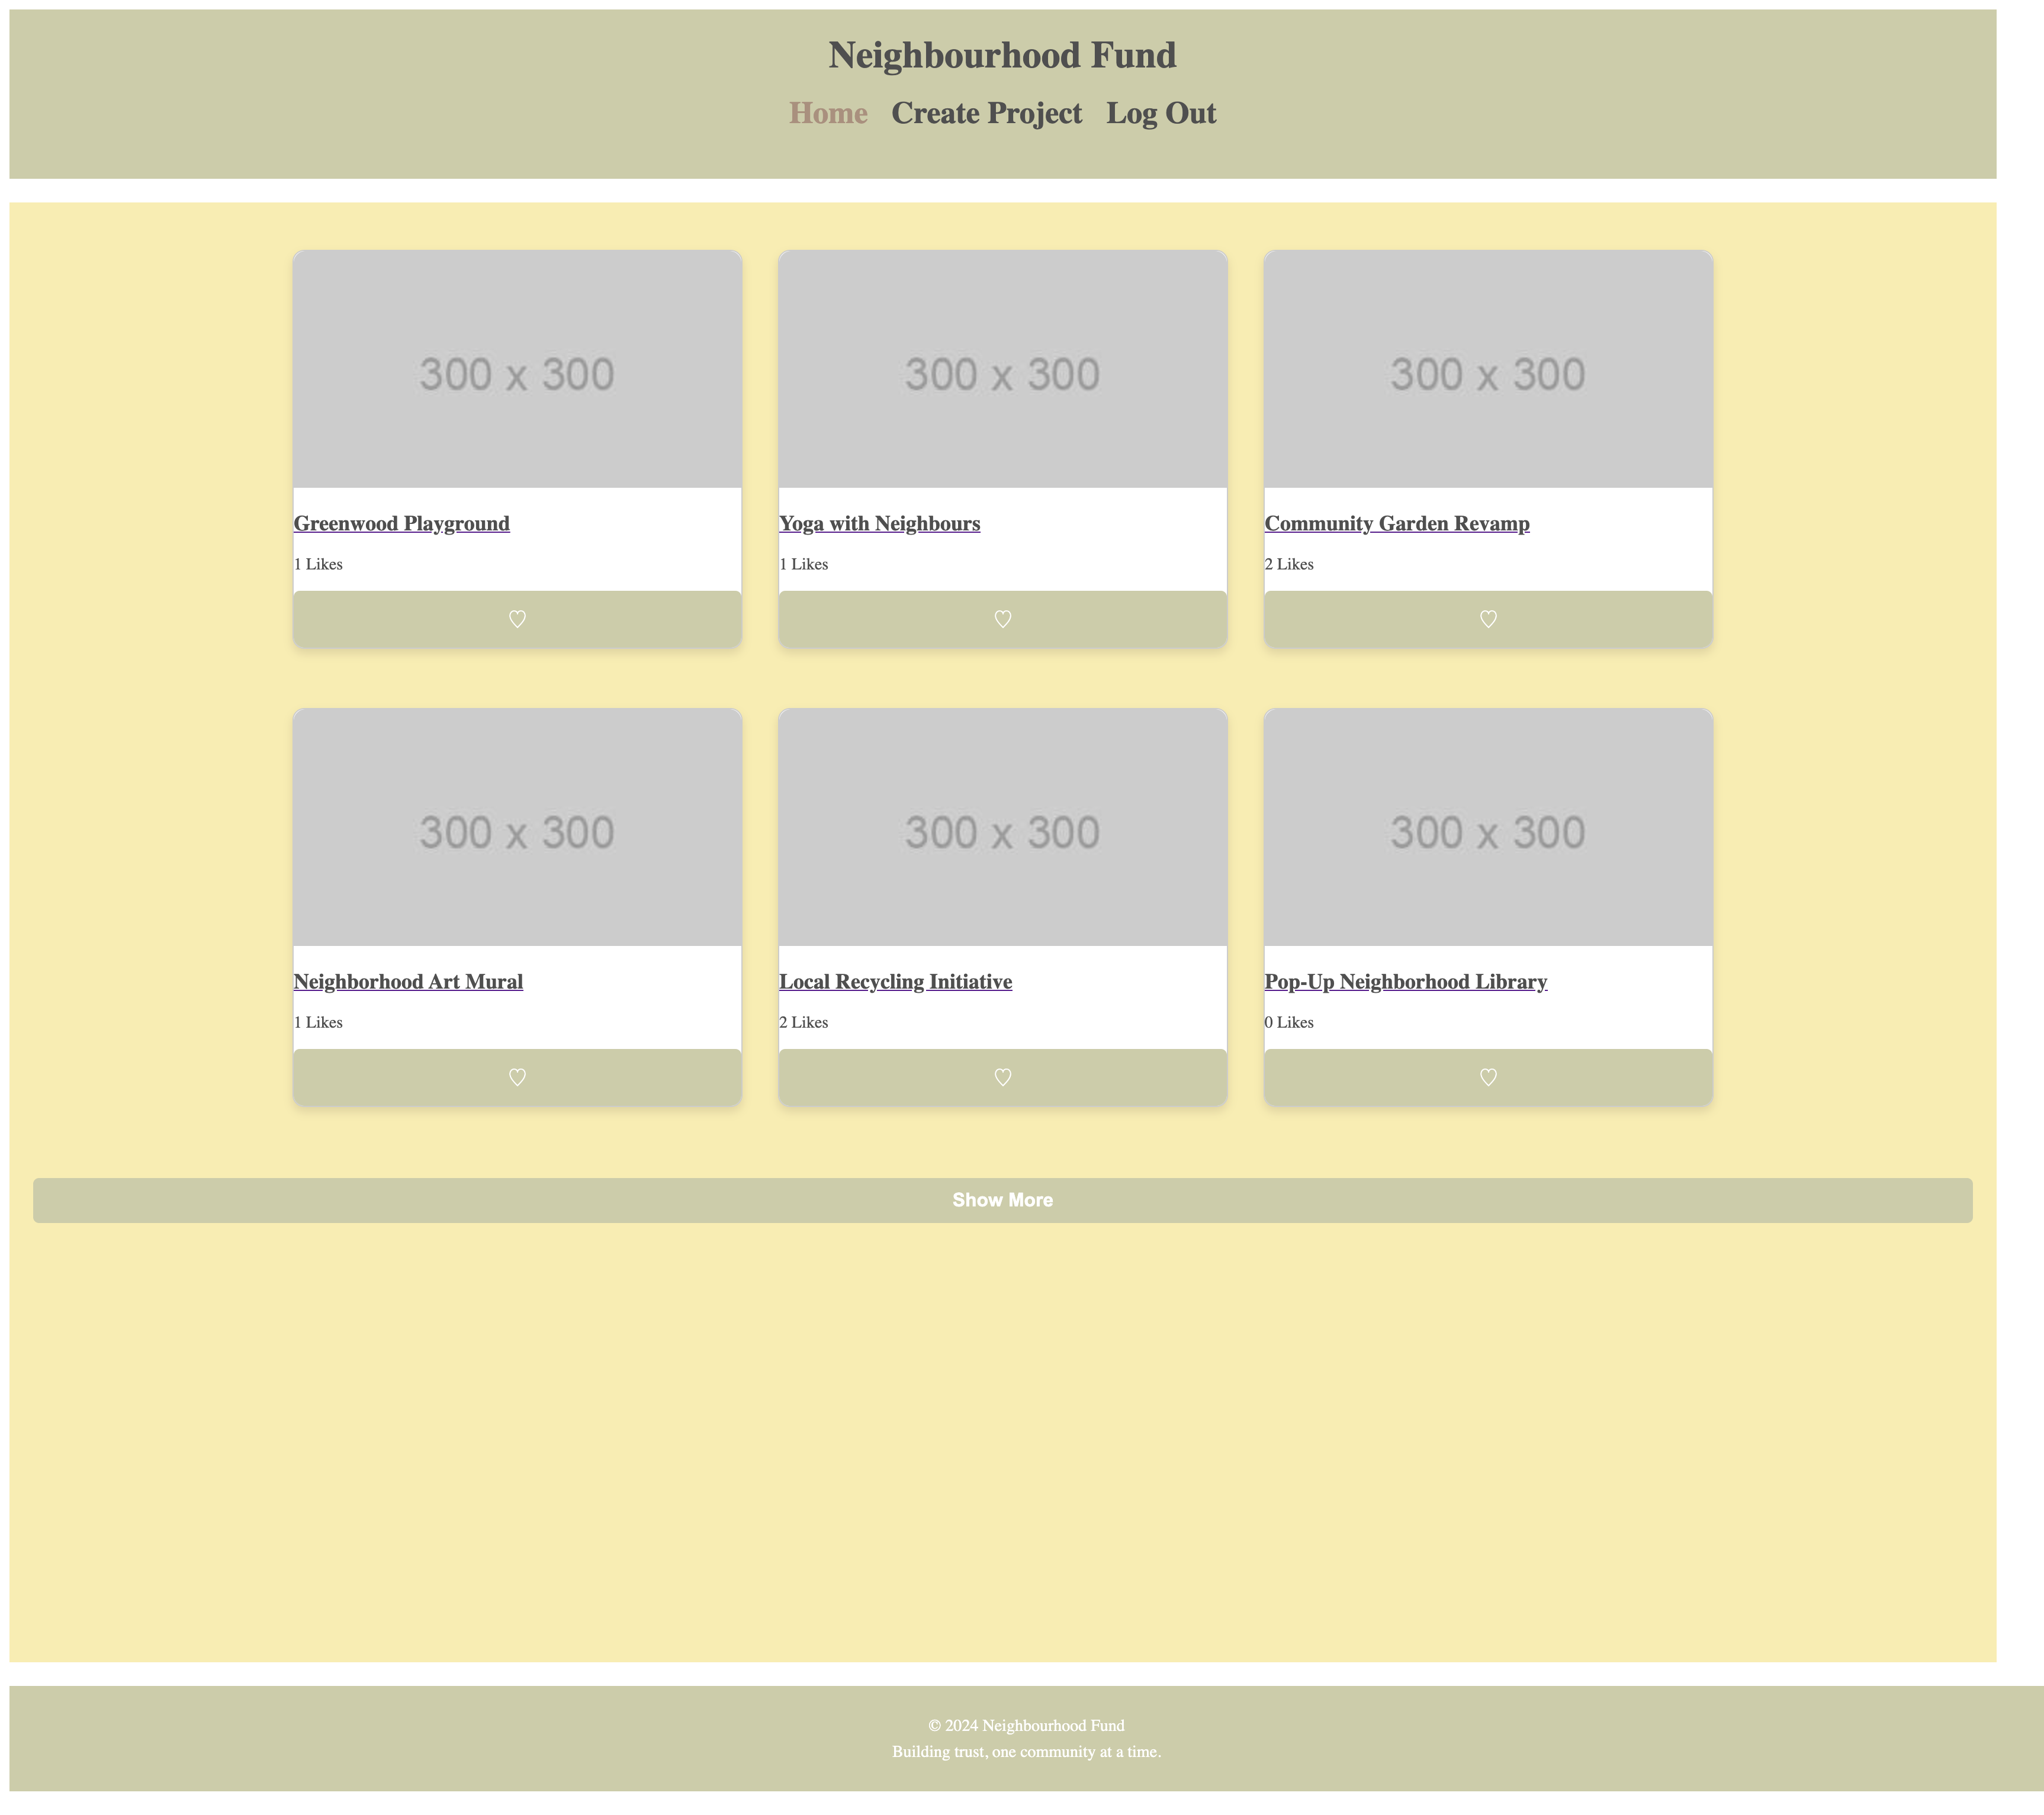 Neighbourhood Fund
Home Create Project Log Out
300 x 300 300 x 300 300 x 300
Greenwood Playground Yoga with Neighbours Community Garden Revamp
1 Likes 1 Likes 2 Likes
♡ ♡ ♡
300 x 300 300 x 300 300 x 300
Neighborhood Art Mural Local Recycling Initiative Pop-Up Neighborhood Library
1 Likes 2 Likes 0 Likes
♡ ♡ ♡
Show More
© 2024 Neighbourhood Fund
Building trust, one community at a time.